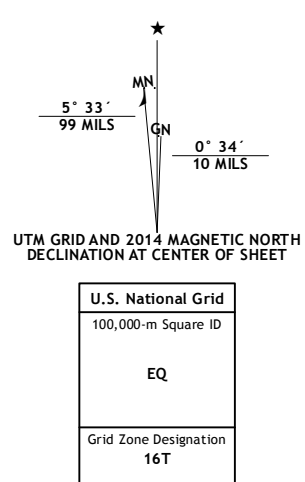 ★
MN
5° 33´
99 MILS
GN
0° 34´
10 MILS
UTM GRID AND 2014 MAGNETIC NORTH
DECLINATION AT CENTER OF SHEET
U.S. National Grid
100,000-m Square ID
EQ
Grid Zone Designation
16T